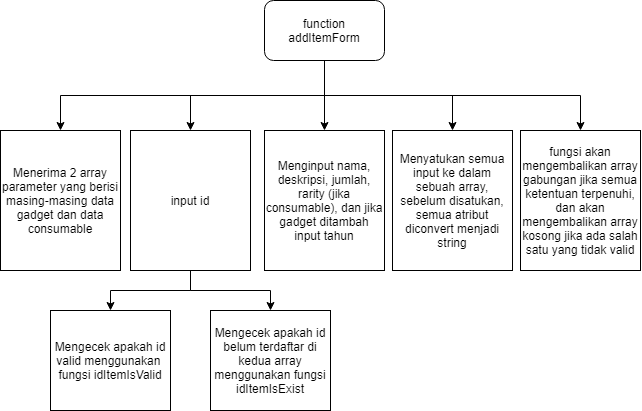 function
addItemForm
Menerima 2 array
parameter yang berisi
masing-masing data
gadget dan data
consumable
input id
Menginput nama,
deskripsi, jumlah,
rarity (jika
consumable), dan jika
gadget ditambah
input tahun
Menyatukan semua
input ke dalam
sebuah array,
sebelum disatukan,
semua atribut
diconvert menjadi
string
fungsi akan
mengembalikan array
gabungan jika semua
ketentuan terpenuhi,
dan akan
mengembalikan array
kosong jika ada salah
satu yang tidak valid
Mengecek apakah id
valid menggunakan
fungsi idItemIsValid
Mengecek apakah id
belum terdaftar di
kedua array
menggunakan fungsi
idItemIsExist